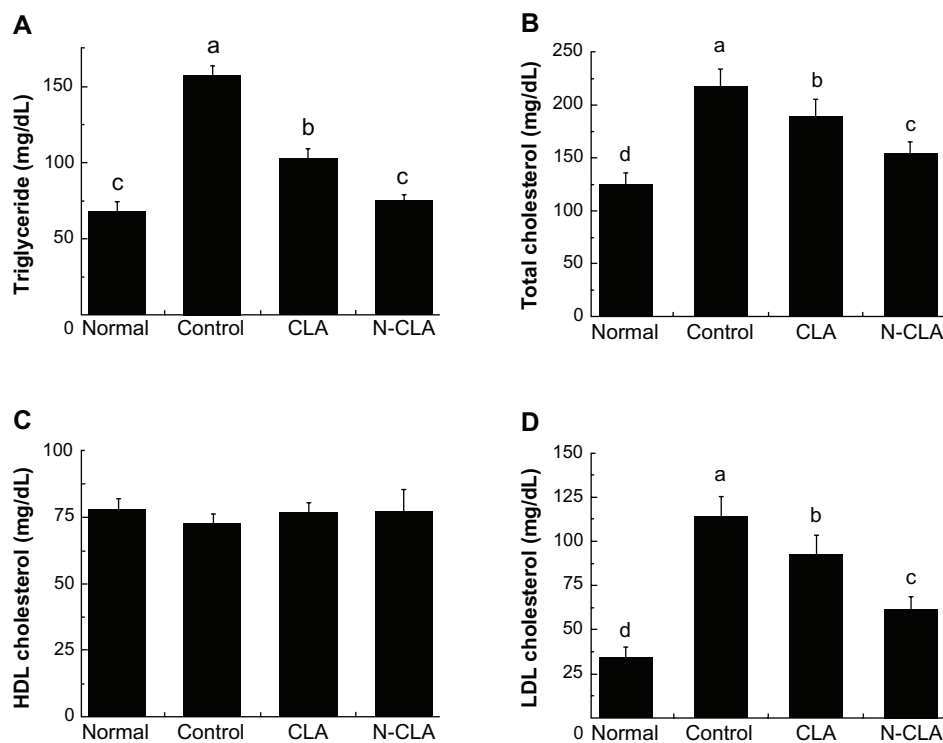 A
Triglyceride (mg/dL)
150
100
50
0
a
b
c
c
Normal Control CLA N-CLA
B
Total cholesterol (mg/dL)
250
200
150
100
50
0
a
b
c
d
Normal Control CLA N-CLA
C
HDL cholesterol (mg/dL)
100
75
50
25
0
Normal Control CLA N-CLA
D
LDL cholesterol (mg/dL)
150
125
100
75
50
25
0
a
b
c
d
Normal Control CLA N-CLA